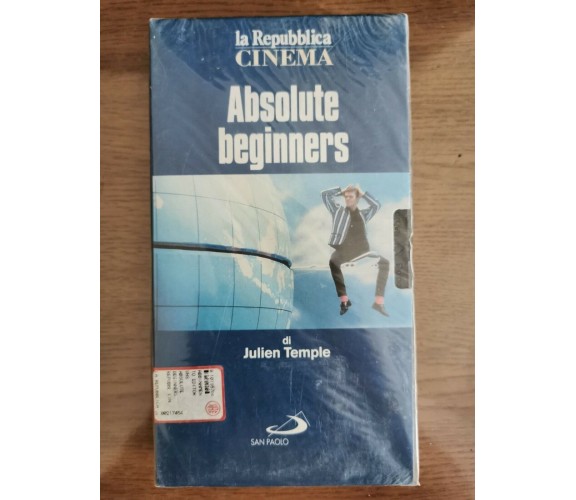 la Repubblica
CINEMA
Absolute
beginners
di
Julien Temple
SAN PAOLO